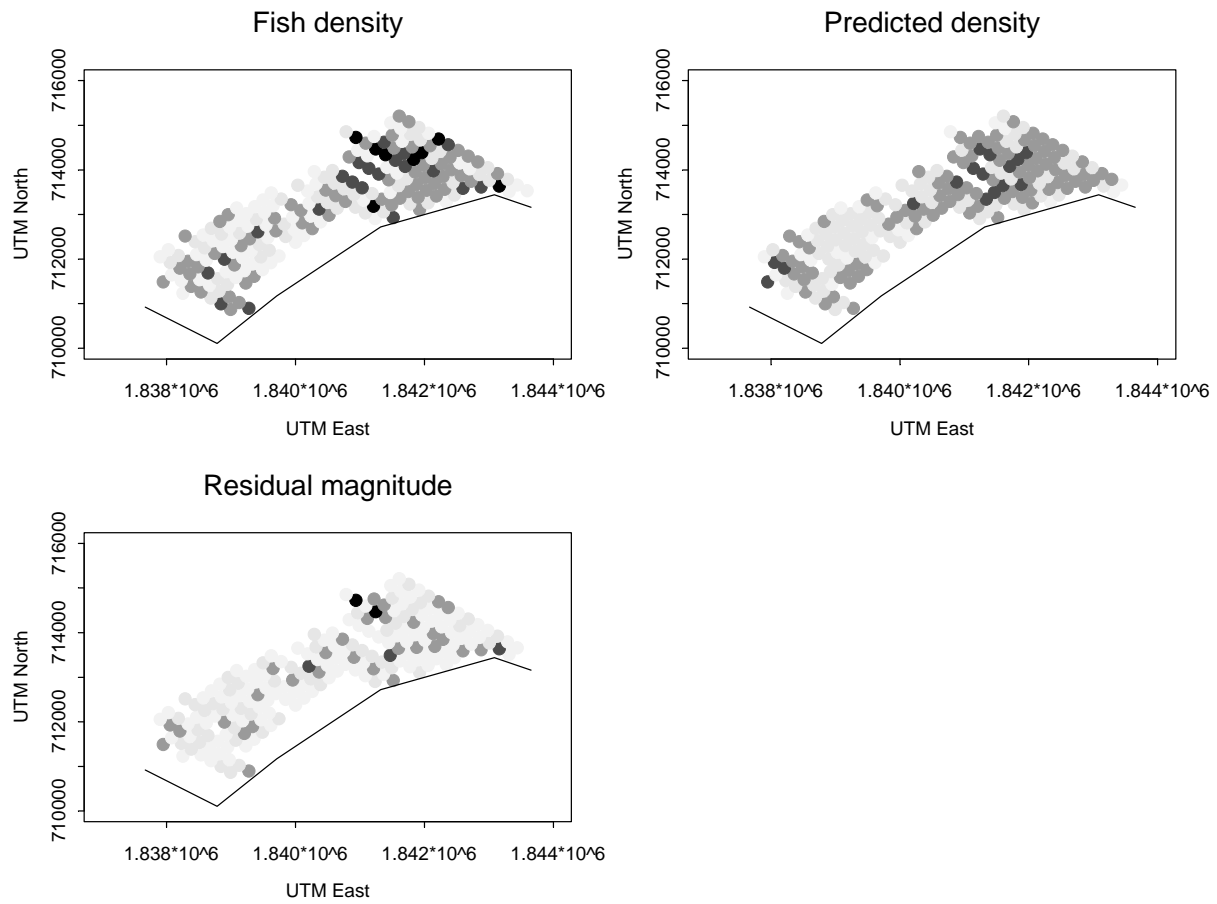 Fish density
716000
714000
712000
710000
UTM North
1.838*10^6 1.840*10^6 1.842*10^6 1.844*10^6
UTM East
Predicted density
716000
714000
712000
710000
UTM North
1.838*10^6 1.840*10^6 1.842*10^6 1.844*10^6
UTM East
Residual magnitude
716000
714000
712000
710000
UTM North
1.838*10^6 1.840*10^6 1.842*10^6 1.844*10^6
UTM East